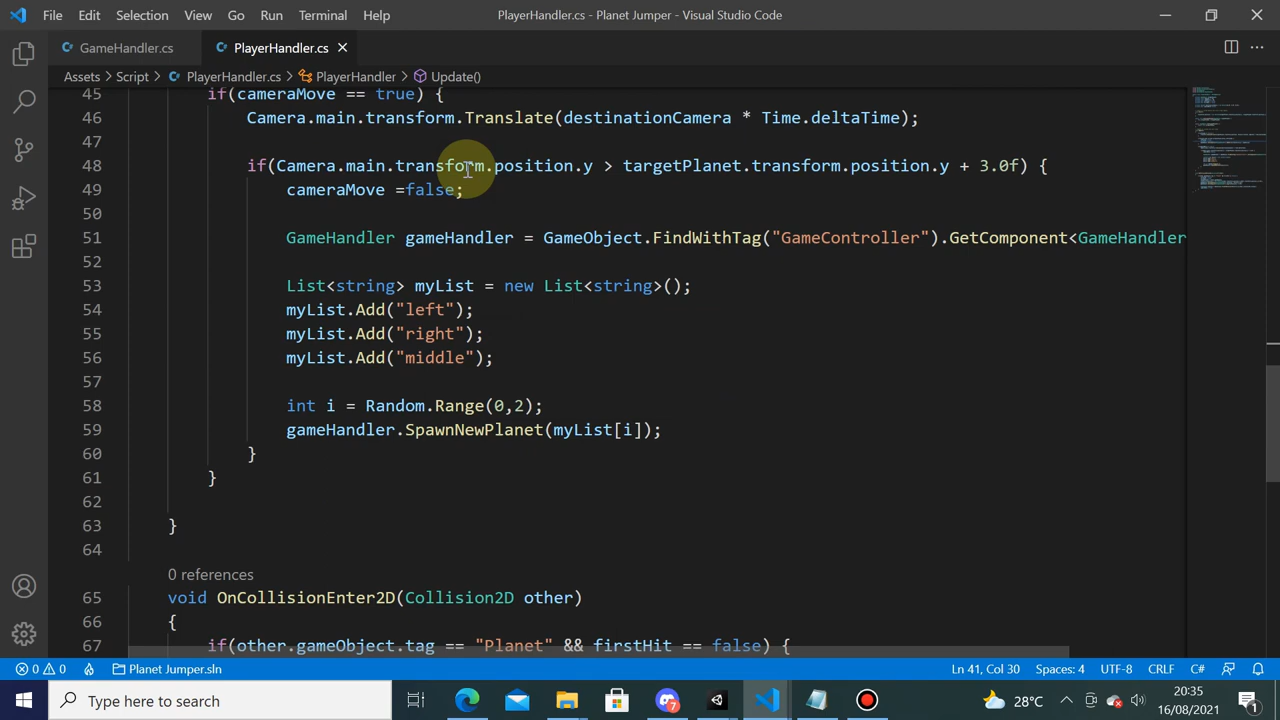 File Edit Selection View Go Run Terminal Help
PlayerHandler.cs - Planet Jumper - Visual Studio Code
GameHandler.cs PlayerHandler.cs
Assets > Script > PlayerHandler.cs > PlayerHandler > Update()
45 if(cameraMove == true) {
46 Camera.main.transform.Translate(destinationCamera * Time.deltaTime);
47
48 if(Camera.main.transform.position.y > targetPlanet.transform.position.y + 3.0f) {
49 cameraMove =false;
50
51 GameHandler gameHandler = GameObject.FindWithTag("GameController").GetComponent<GameHandler
52
53 List<string> myList = new List<string>();
54 myList.Add("left");
55 myList.Add("right");
56 myList.Add("middle");
57
58 int i = Random.Range(0,2);
59 gameHandler.SpawnNewPlanet(myList[i]);
60 }
61 }
62
63 }
64
0 references
65 void OnCollisionEnter2D(Collision2D other)
66 {
67 if(other.gameObject.tag == "Planet" && firstHit == false) {
0 0 Planet Jumper.sln Ln 41, Col 30 Spaces: 4 UTF-8 CRLF C#
Type here to search
7
28°C
20:35
16/08/2021
1